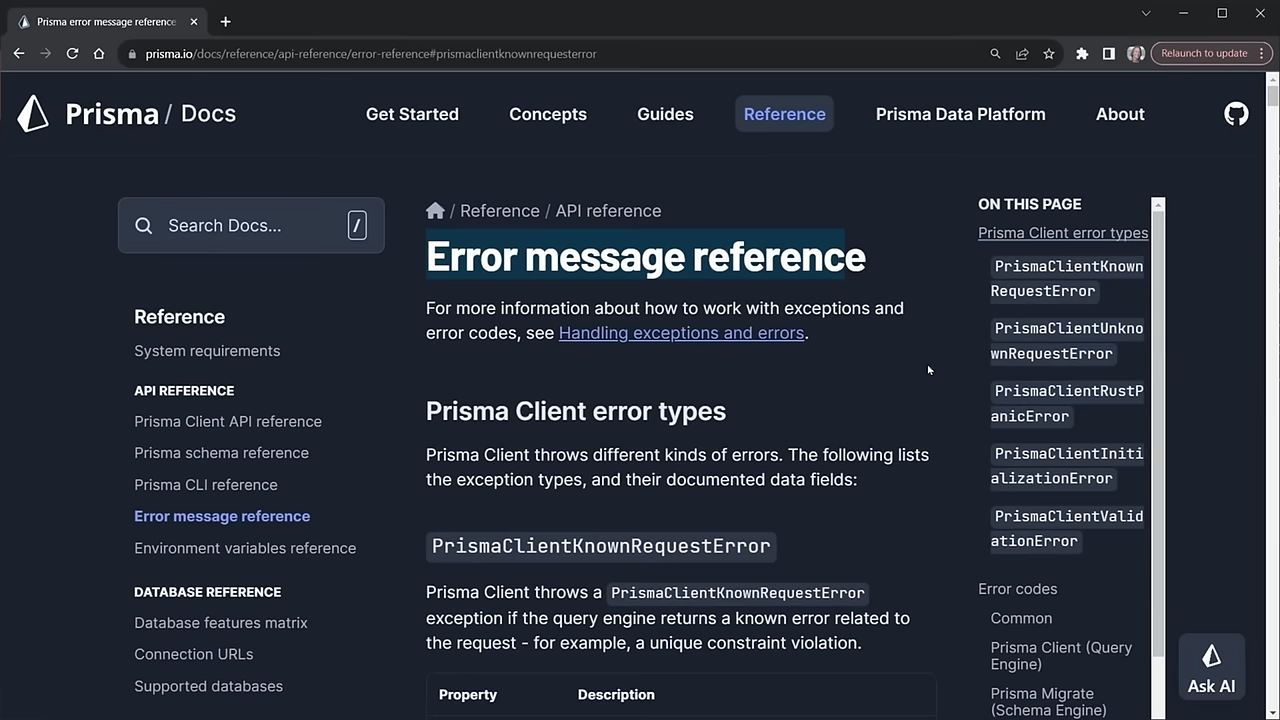 Prisma error message reference
Relaunch to update
prisma.io/docs/reference/api-reference/error-reference#prismaclientknownrequesterror
Prisma / Docs
Get Started
Concepts
Guides
Reference
Prisma Data Platform
About
Search Docs...
/
Reference
System requirements
API REFERENCE
Prisma Client API reference
Prisma schema reference
Prisma CLI reference
Error message reference
Environment variables reference
DATABASE REFERENCE
Database features matrix
Connection URLs
Supported databases
/ Reference / API reference
Error message reference
For more information about how to work with exceptions and
error codes, see Handling exceptions and errors.
Prisma Client error types
Prisma Client throws different kinds of errors. The following lists
the exception types, and their documented data fields:
PrismaClientKnownRequestError
Prisma Client throws a PrismaClientKnownRequestError
exception if the query engine returns a known error related to
the request - for example, a unique constraint violation.
Property
Description
ON THIS PAGE
Prisma Client error types
PrismaClientKnown
RequestError
PrismaClientUnkno
wnRequestError
PrismaClientRustP
anicError
PrismaClientIniti
alizationError
PrismaClientValid
ationError
Error codes
Common
Prisma Client (Query
Engine)
Prisma Migrate
(Schema Engine)
Ask AI